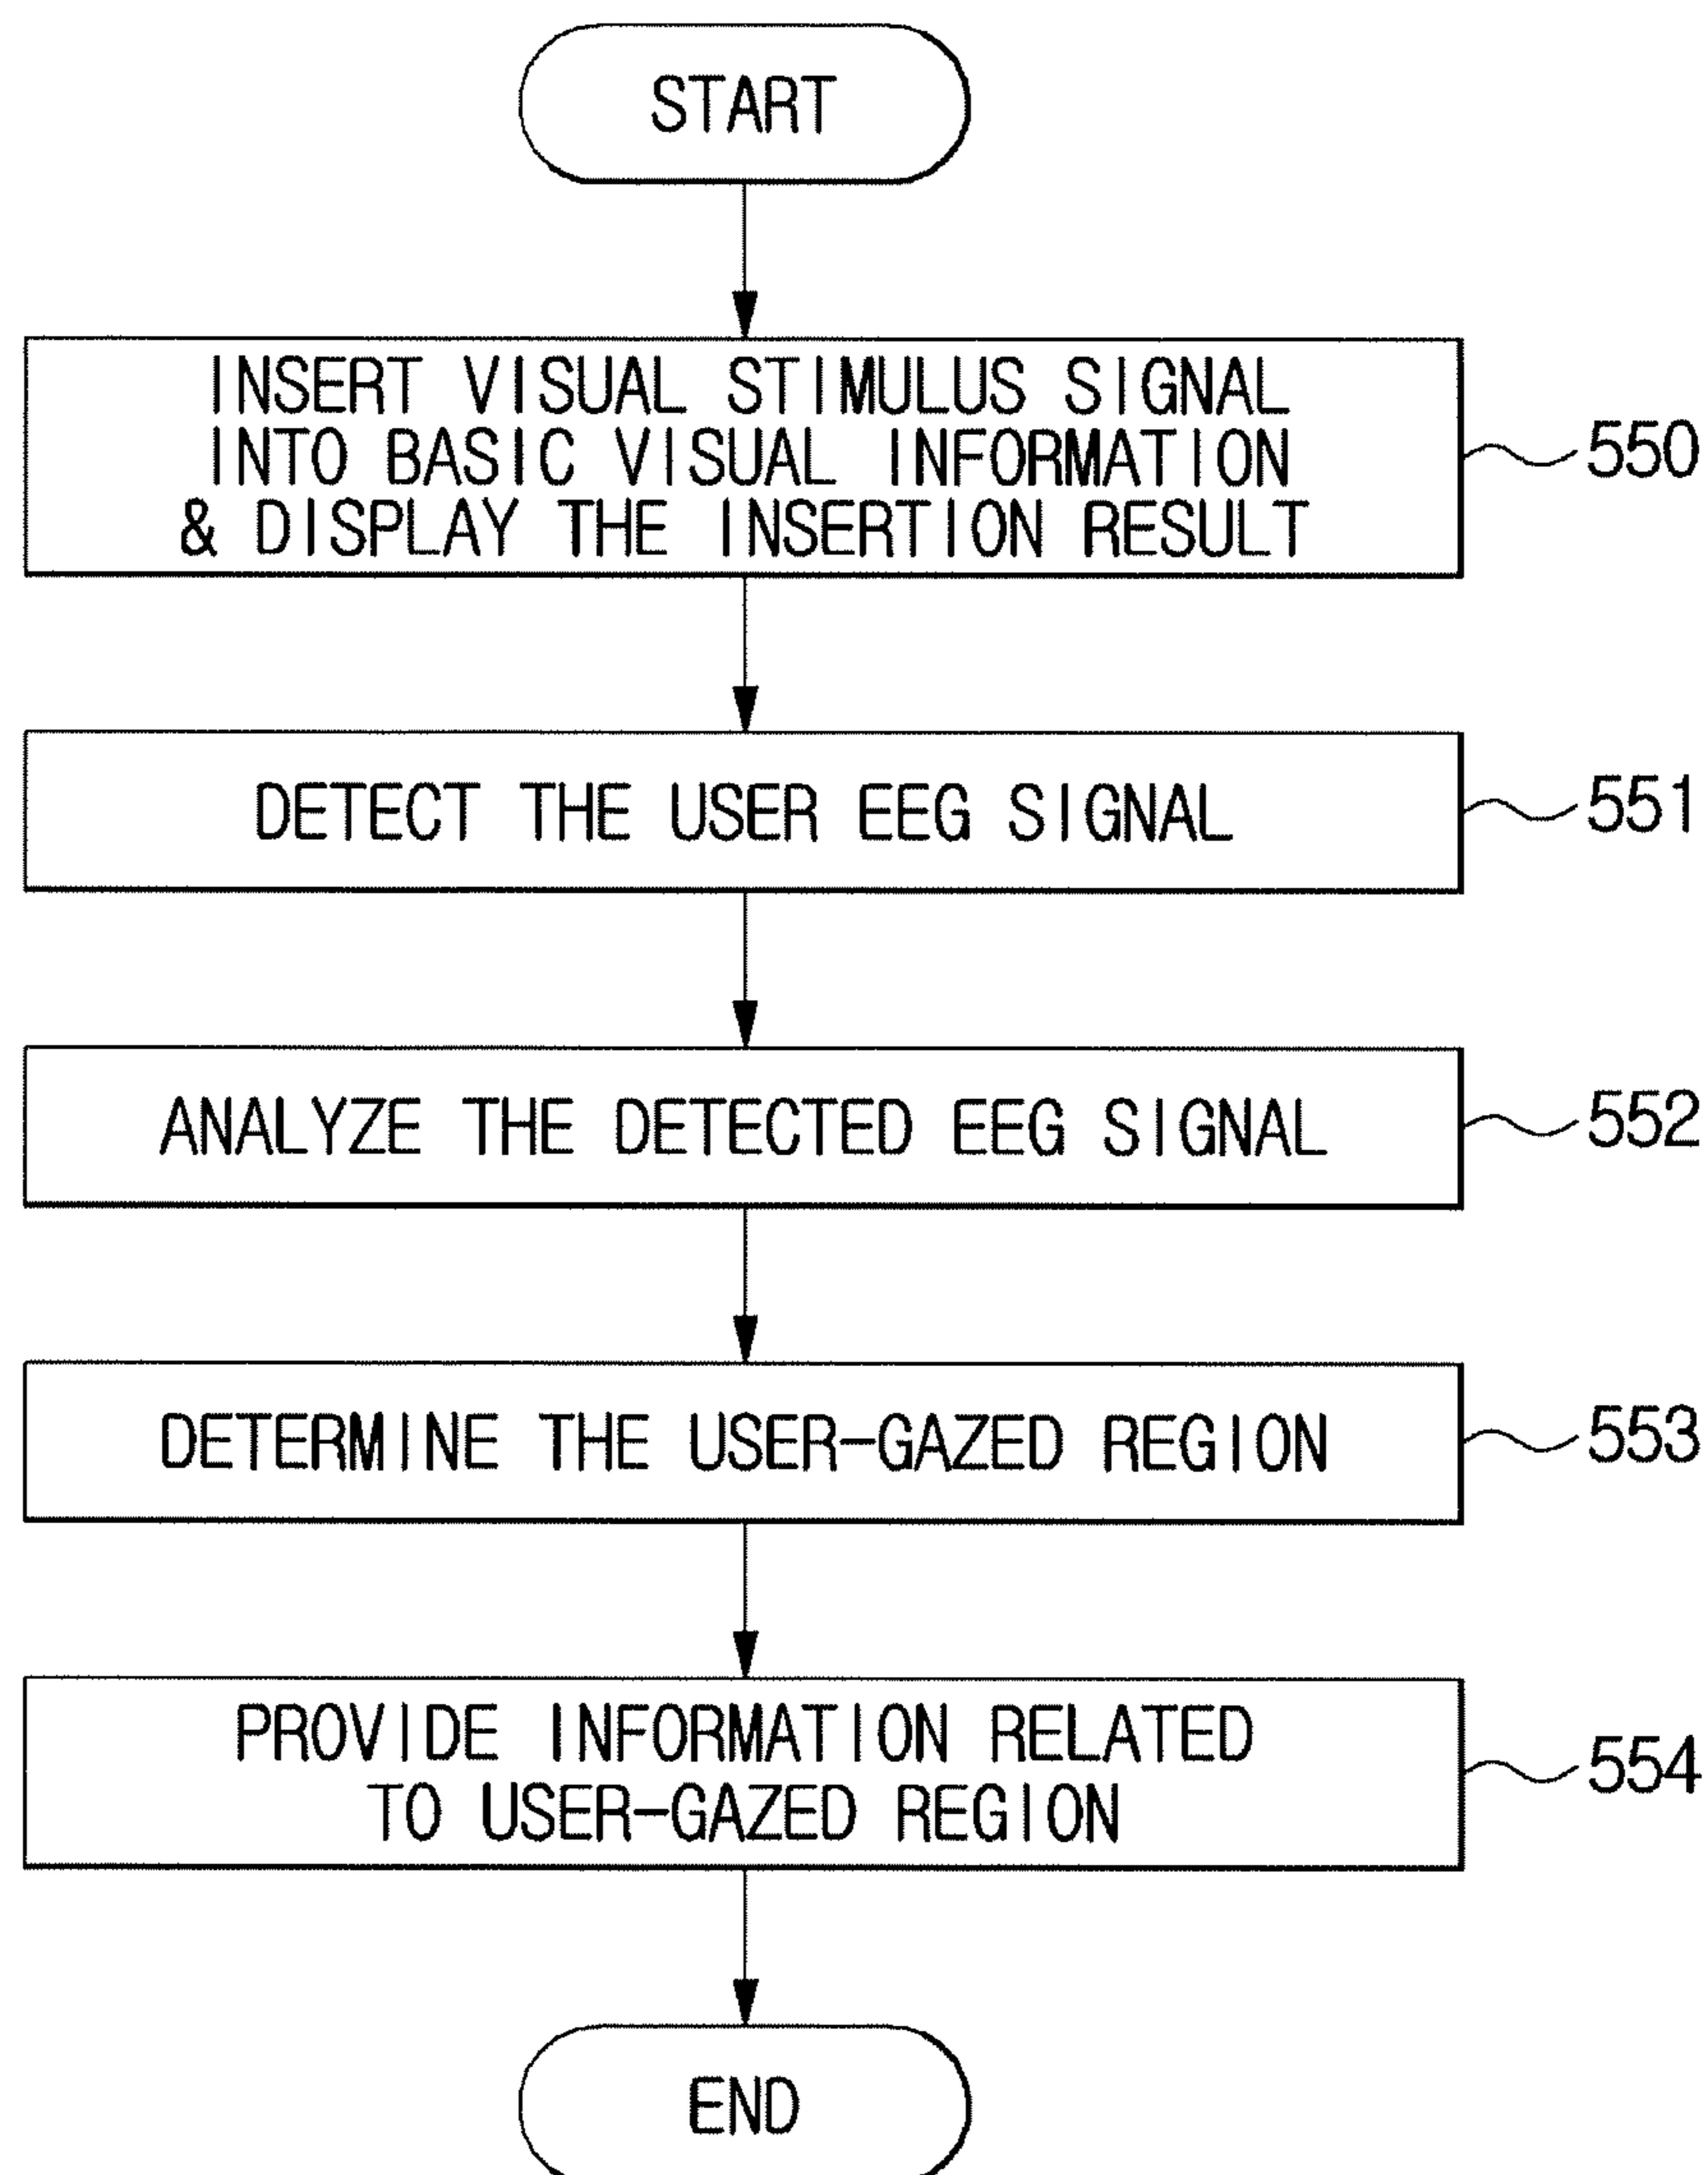 START
INSERT VISUAL STIMULUS SIGNAL
INTO BASIC VISUAL INFORMATION
& DISPLAY THE INSERTION RESULT
550
DETECT THE USER EEG SIGNAL
551
ANALYZE THE DETECTED EEG SIGNAL
552
DETERMINE THE USER-GAZED REGION
553
PROVIDE INFORMATION RELATED
TO USER-GAZED REGION
554
END